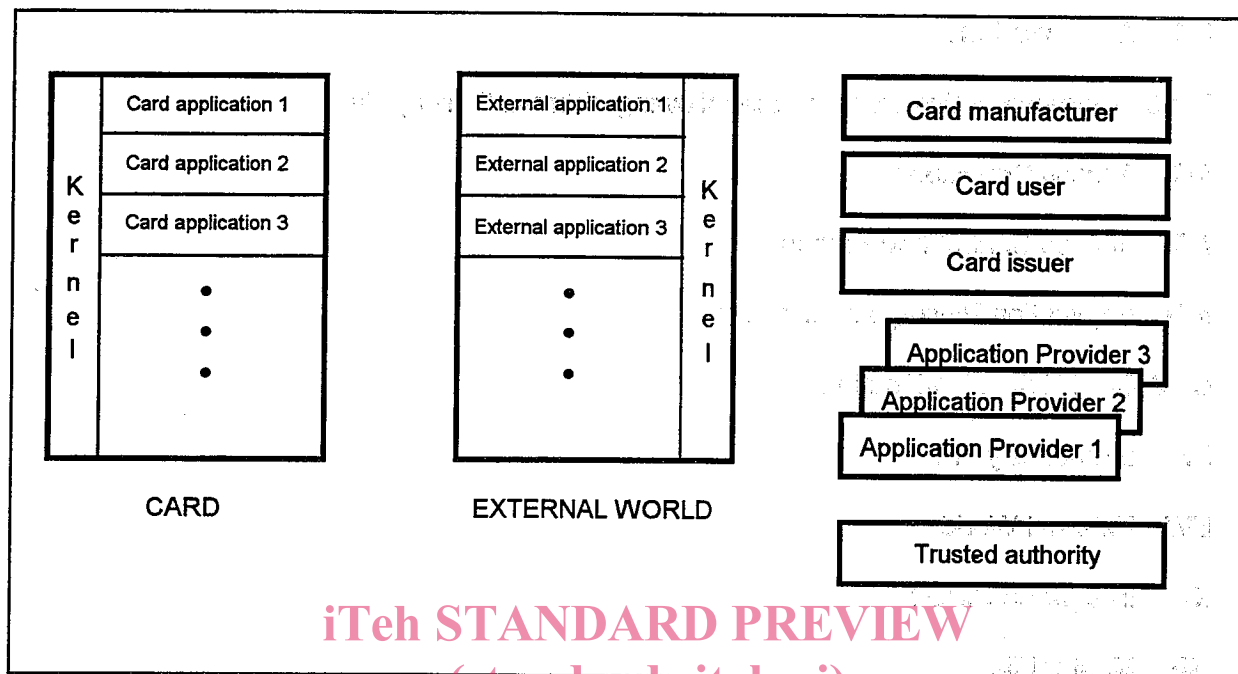 Kernel
Card application 1
Card application 2
Card application 3
CARD
External application 1
External application 2
External application 3
Kernel
EXTERNAL WORLD
Card manufacturer
Card user
Card issuer
Application Provider 3
Application Provider 2
Application Provider 1
Trusted authority
iTeh STANDARD PREVIEW